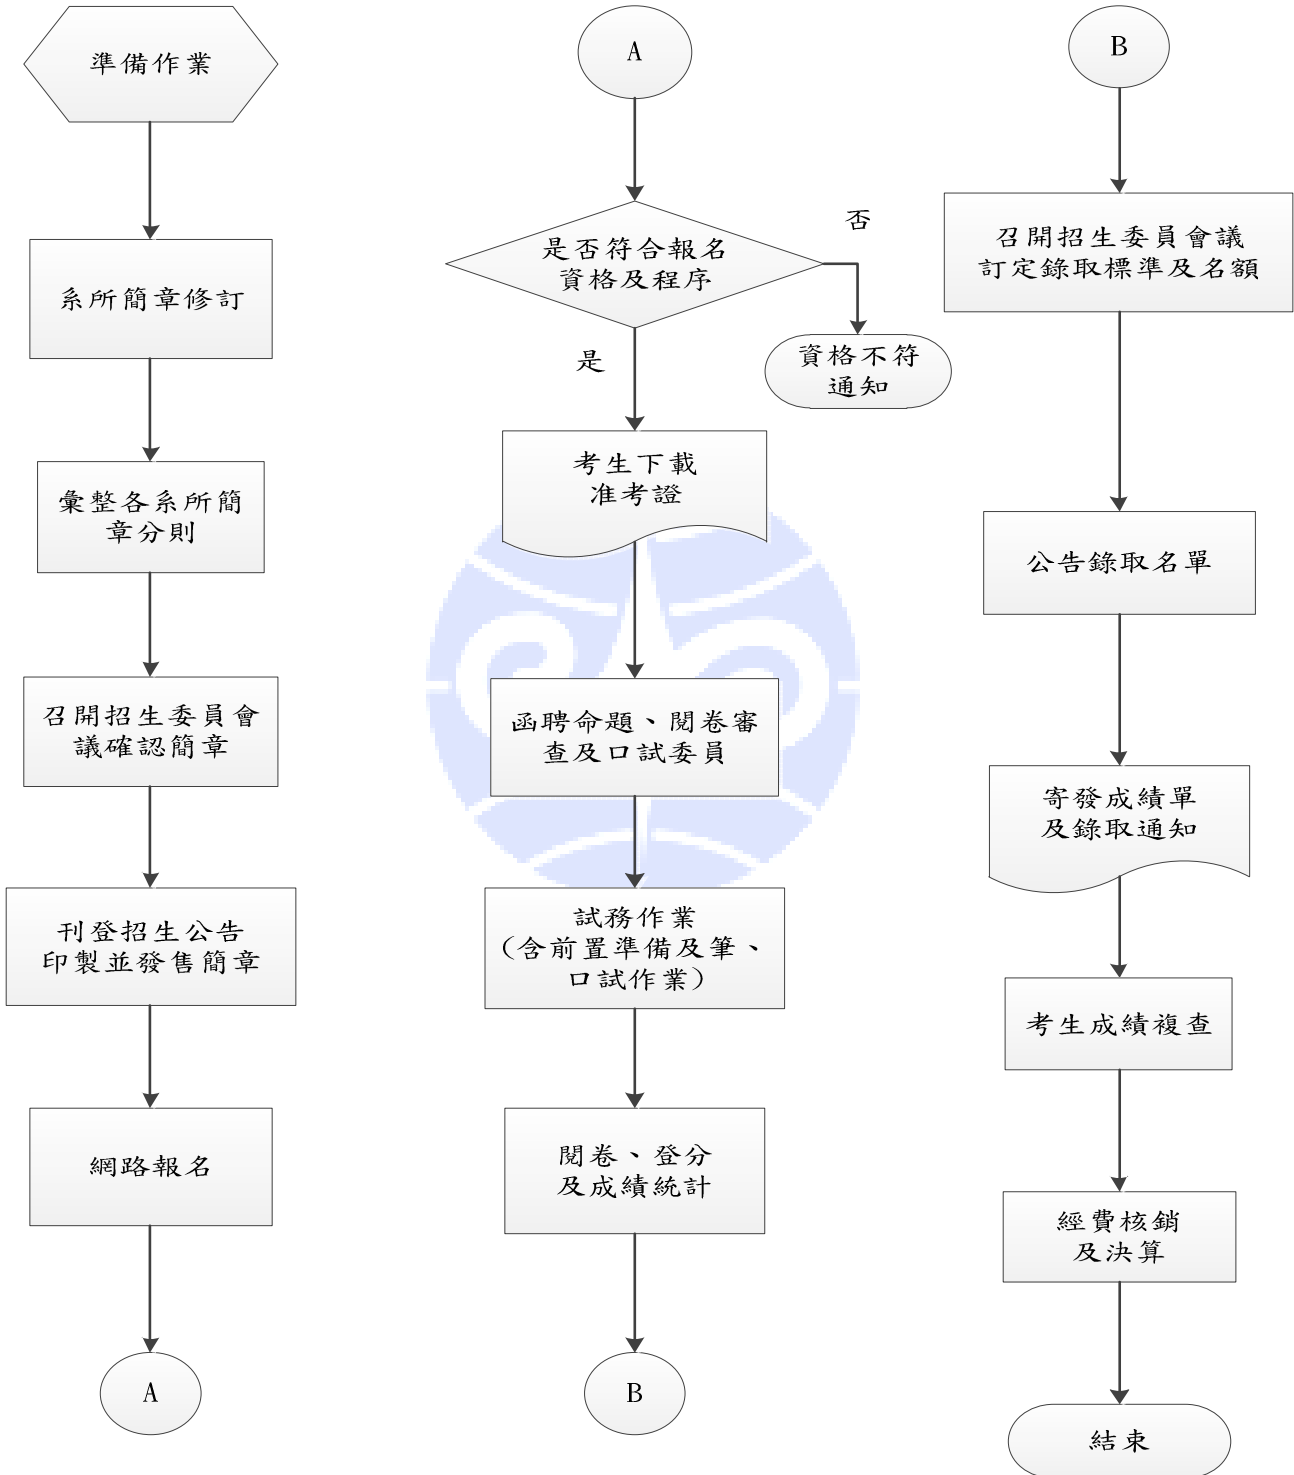 準備作業
系所簡章修訂
彙整各系所簡
章分則
召開招生委員會
議確認簡章
刊登招生公告
印製並發售簡章
網路報名
A
A
是否符合報名
資格及程序
否
資格不符
通知
是
考生下載
准考證
函聘命題、閱卷審
查及口試委員
試務作業
（含前置準備及筆、
口試作業）
閱卷、登分
及成績統計
B
B
召開招生委員會議
訂定錄取標準及名額
公告錄取名單
寄發成績單
及錄取通知
考生成績複查
經費核銷
及決算
結束